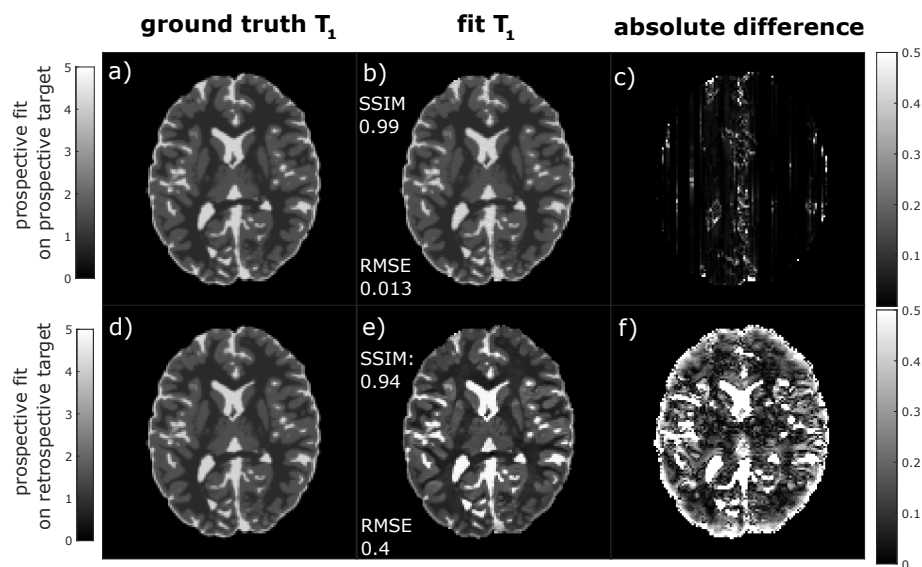 ground truth T1
fit T1
absolute difference
prospective fit
on prospective target
5
4
3
2
1
0
a)
b)
SSIM
0.99
RMSE
0.013
c)
0.5
0.4
0.3
0.2
0.1
prospective fit
on retrospective target
5
4
3
2
1
0
d)
e)
SSIM:
0.94
RMSE
0.4
f)
0.5
0.4
0.3
0.2
0.1
0